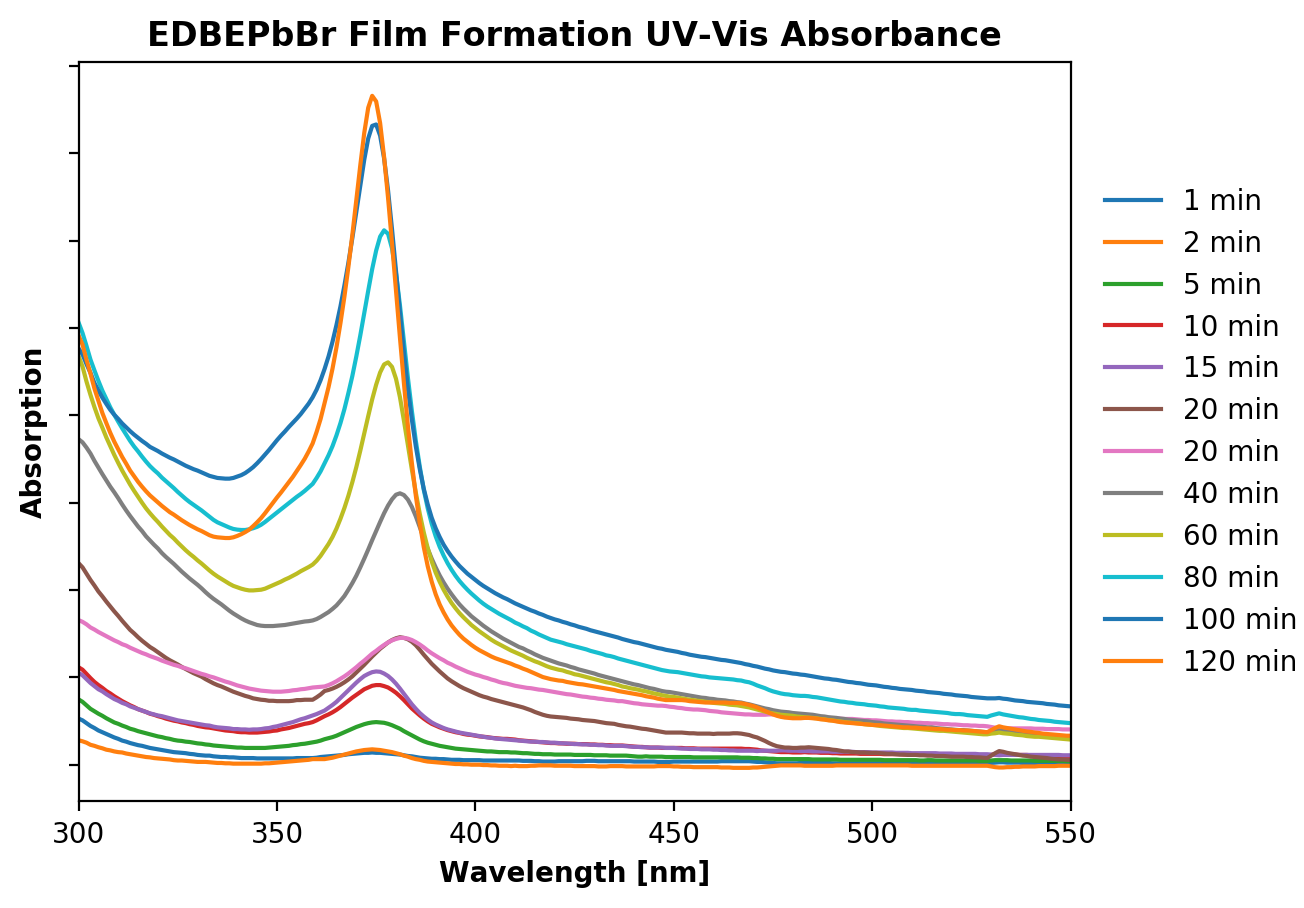 EDBEPbBr Film Formation UV-Vis Absorbance
Absorption
300 350 400 450 500 550
Wavelength [nm]
1 min
2 min
5 min
10 min
15 min
20 min
20 min
40 min
60 min
80 min
100 min
120 min